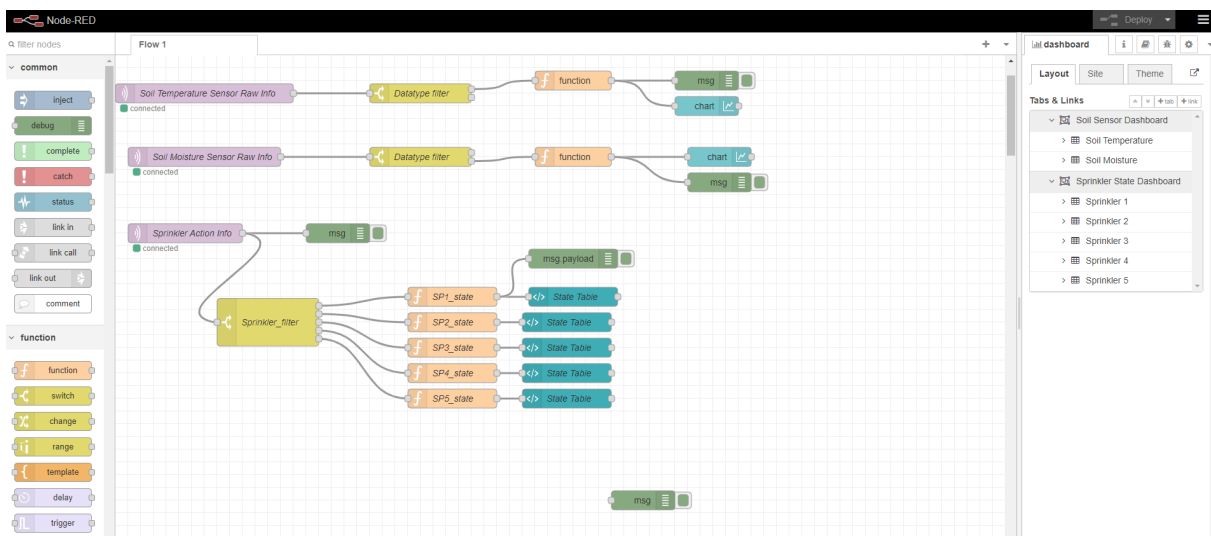 Node-RED
Deploy
filter nodes
common
inject
debug
complete
catch
status
link in
link call
link out
comment
function
function
switch
change
range
template
delay
trigger
Flow 1
Soil Temperature Sensor Raw Info
connected
Datatype filter
function
msg
chart
Soil Moisture Sensor Raw Info
connected
Datatype filter
function
chart
msg
Sprinkler Action Info
connected
msg
msg.payload
Sprinkler_filter
SP1_state
State Table
SP2_state
State Table
SP3_state
State Table
SP4_state
State Table
SP5_state
State Table
msg
dashboard
i
Layout
Site
Theme
Tabs & Links
+ tab
+ link
Soil Sensor Dashboard
Soil Temperature
Soil Moisture
Sprinkler State Dashboard
Sprinkler 1
Sprinkler 2
Sprinkler 3
Sprinkler 4
Sprinkler 5